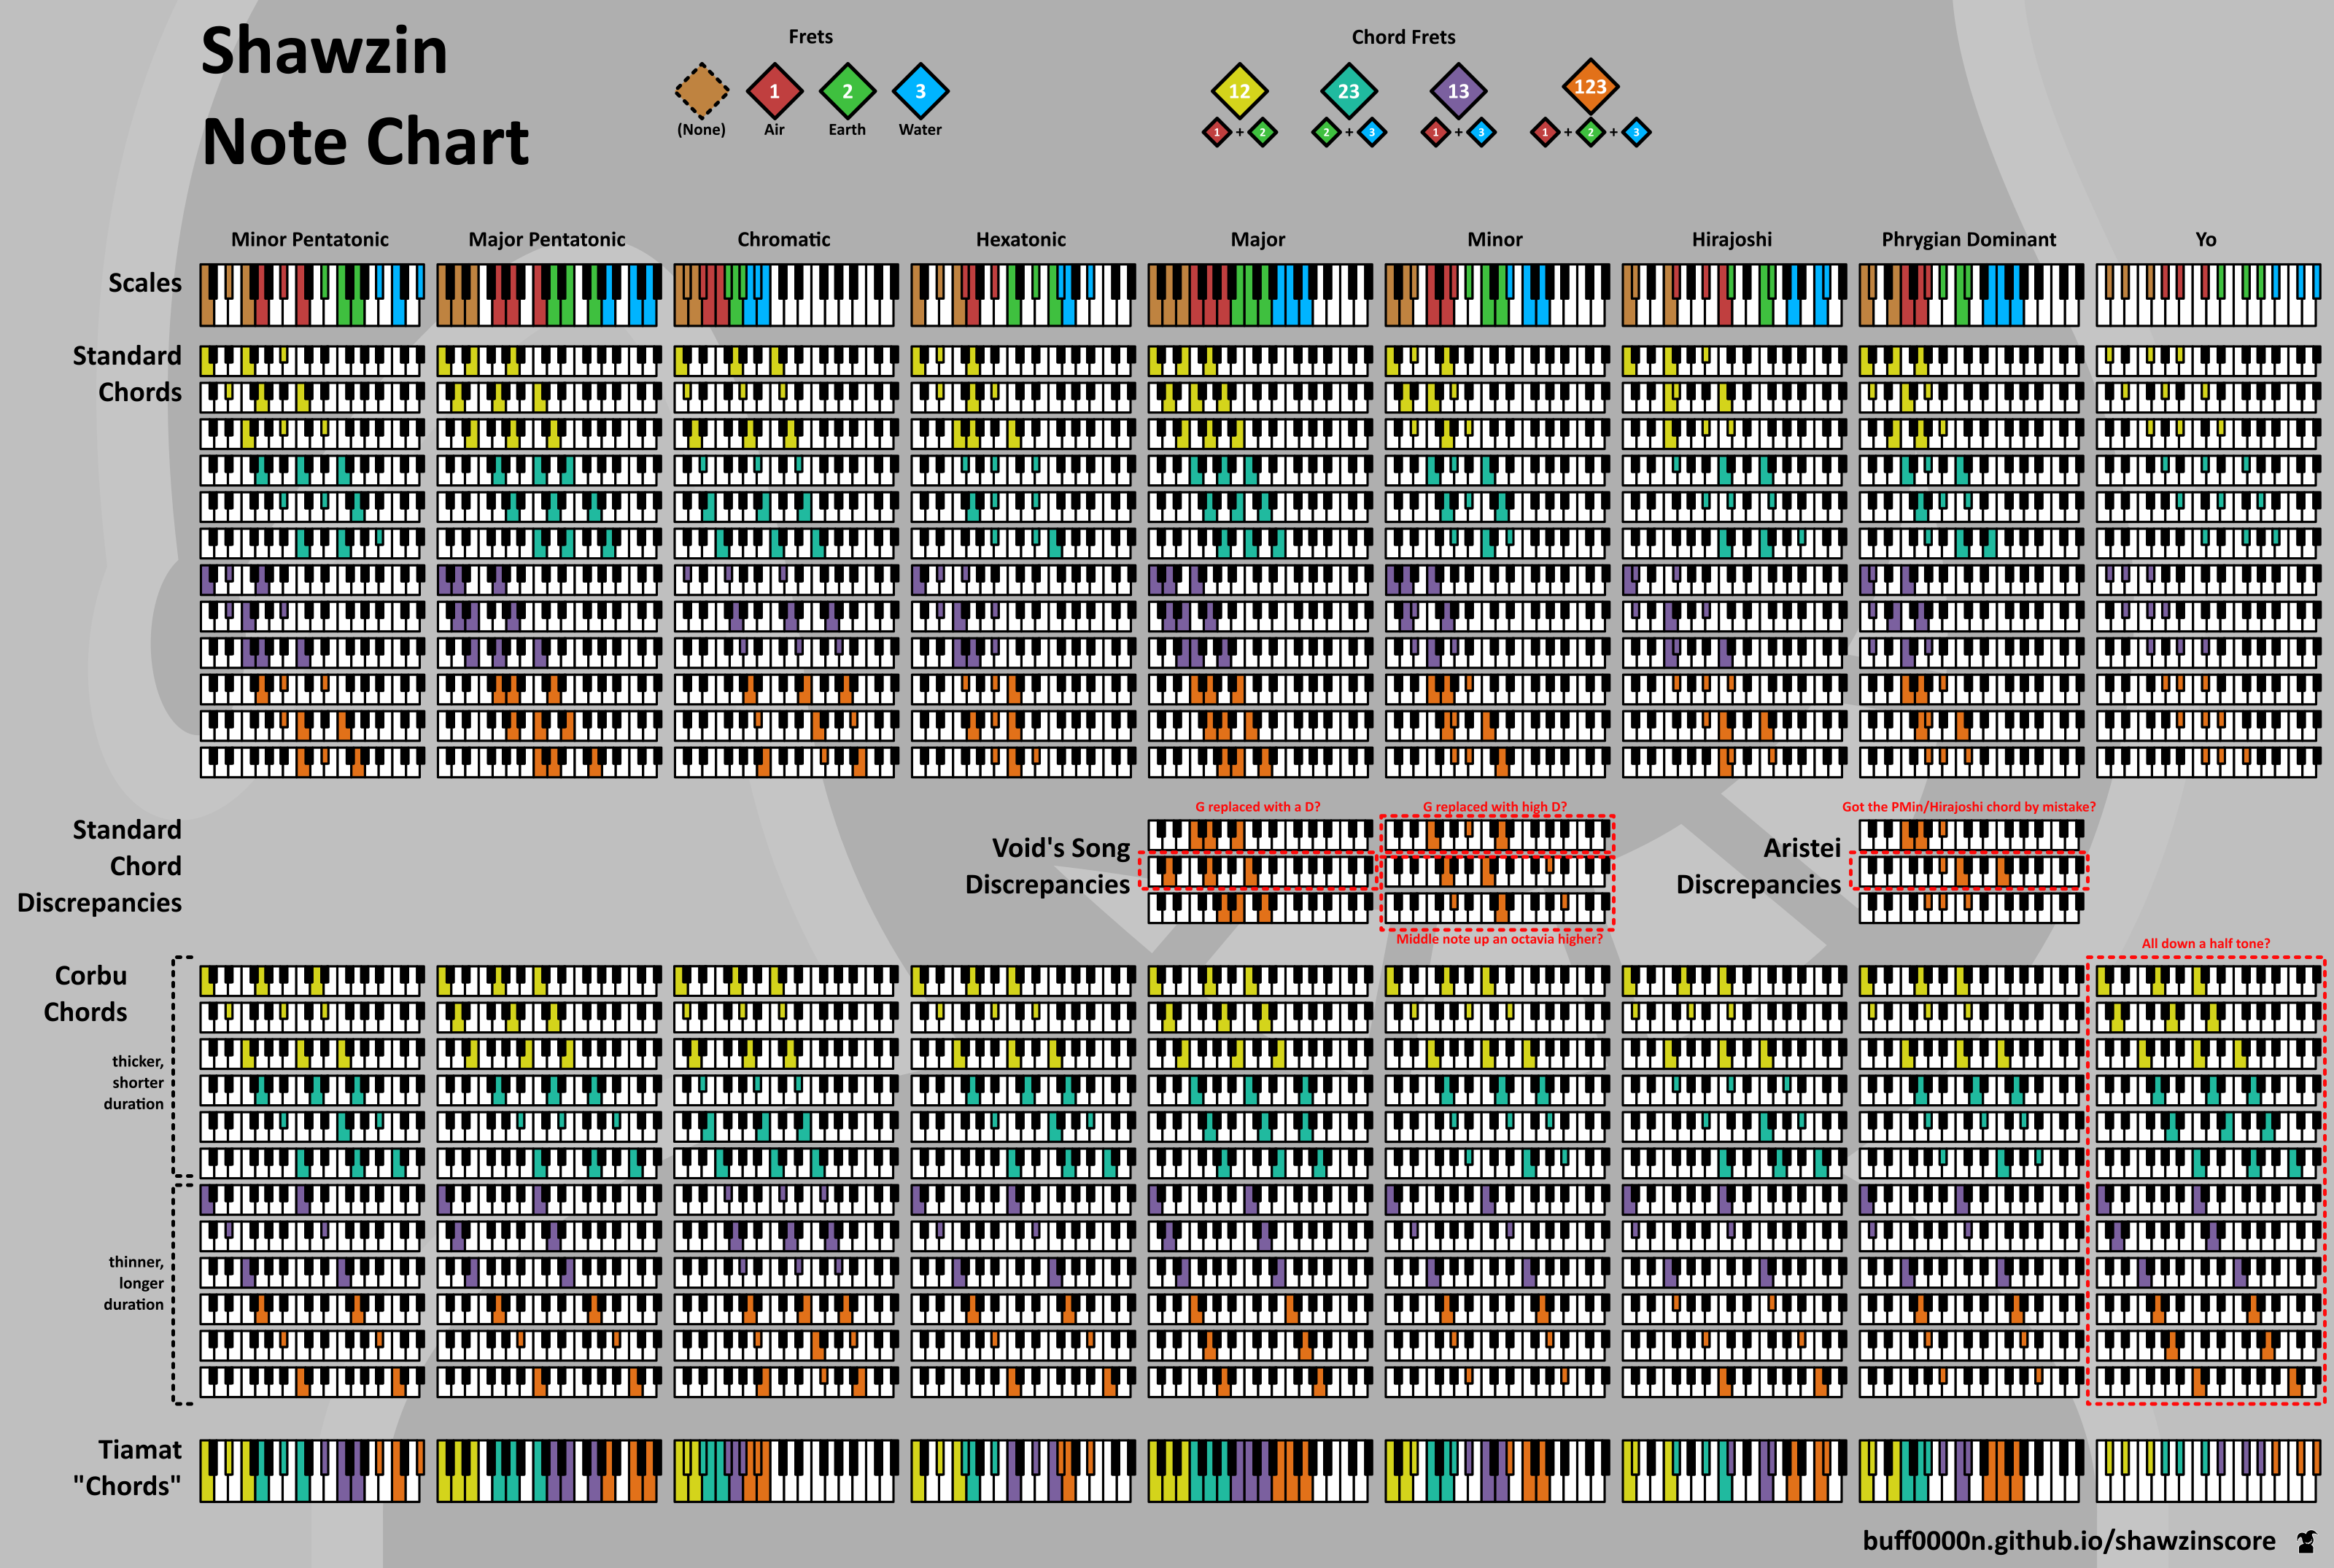 Shawzin
Note Chart
Frets
1
2
3
(None)
Air
Earth
Water
Chord Frets
12
23
13
123
1 + 2
2 + 3
1 + 3
1 + 2 + 3
Minor Pentatonic
Major Pentatonic
Chromatic
Hexatonic
Major
Minor
Hirajoshi
Phrygian Dominant
Yo
Scales
Standard
Chords
Standard
Chord
Discrepancies
Void's Song
Discrepancies
G replaced with a D?
G replaced with high D?
Middle note up an octavia higher?
Aristei
Discrepancies
Got the PMin/Hirajoshi chord by mistake?
Corbu
Chords
thicker,
shorter
duration
thinner,
longer
duration
All down a half tone?
Tiamat
"Chords"
buff0000n.github.io/shawzinscore